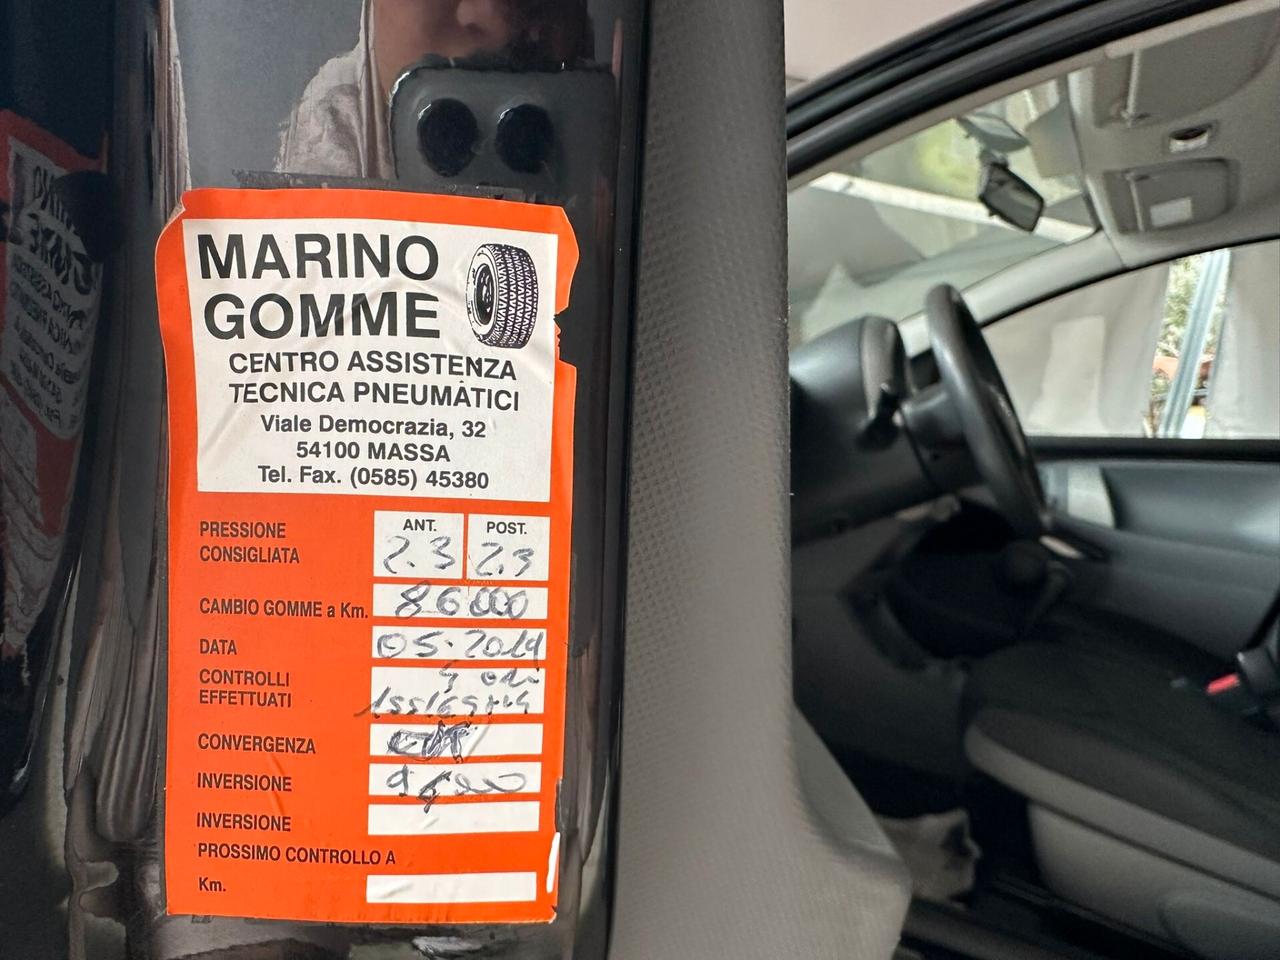 MARINO
GOMME
CENTRO ASSISTENZA
TECNICA PNEUMÀTICI
Viale Democrazia, 32
54100 MASSA
Tel. Fax. (0585) 45380
PRESSIONE
CONSIGLIATA
ANT.
2.3
POST.
2.3
CAMBIO GOMME a Km.
86000
DATA
05.2019
CONTROLLI
EFFETTUATI
CONVERGENZA
INVERSIONE
INVERSIONE
PROSSIMO CONTROLLO A
Km.